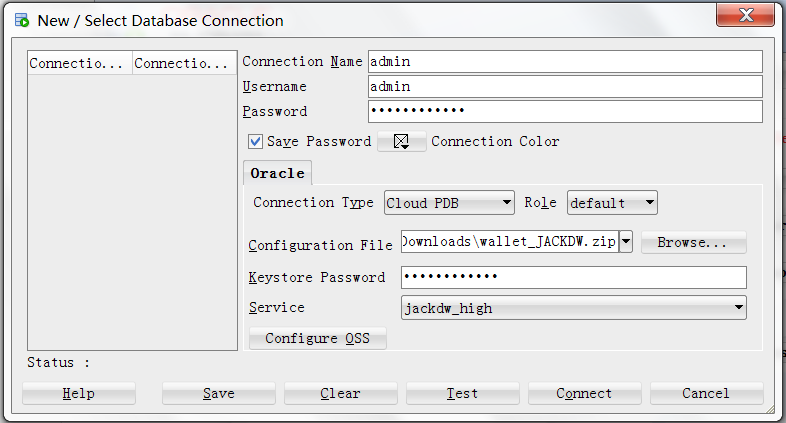 New / Select Database Connection
Connectio... Connectio...
Connection Name admin
Username admin
Password ••••••••••••
Save Password Connection Color
Oracle
Connection Type Cloud PDB Role default
Configuration File Downloads\wallet_JACKDW.zip Browse...
Keystore Password ••••••••••••
Service jackdw_high
Configure OSS
Status :
Help Save Clear Test Connect Cancel